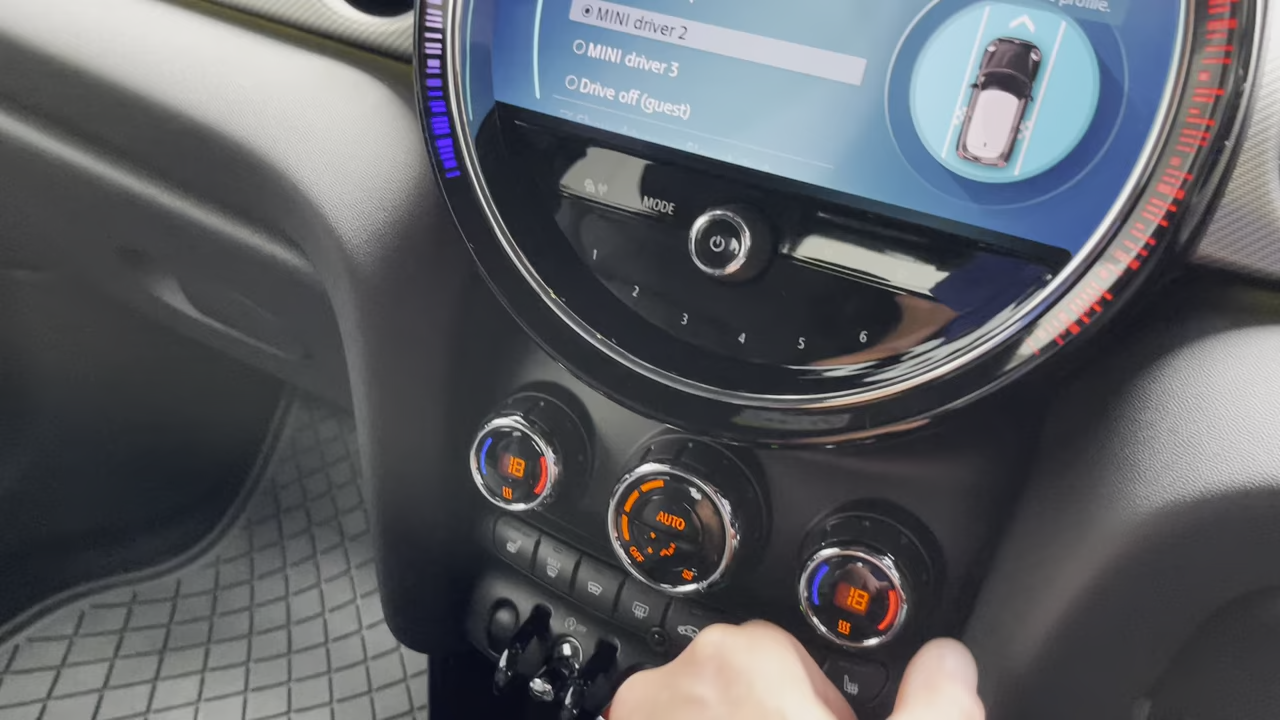 profile.
MINI driver 2
MINI driver 3
Drive off (guest)
MODE
1
2
3
4
5
6
18
AUTO
OFF
18